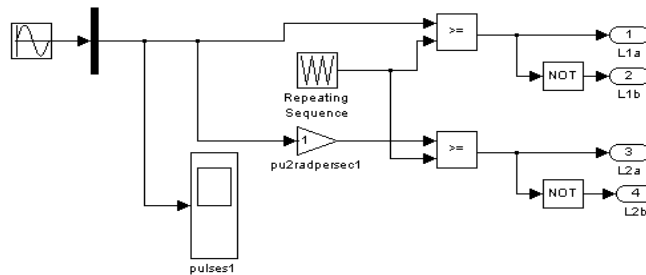 >=
1
L1a
NOT
2
L1b
Repeating
Sequence
1
pu2radpersec1
>=
3
L2a
NOT
4
L2b
pulses1